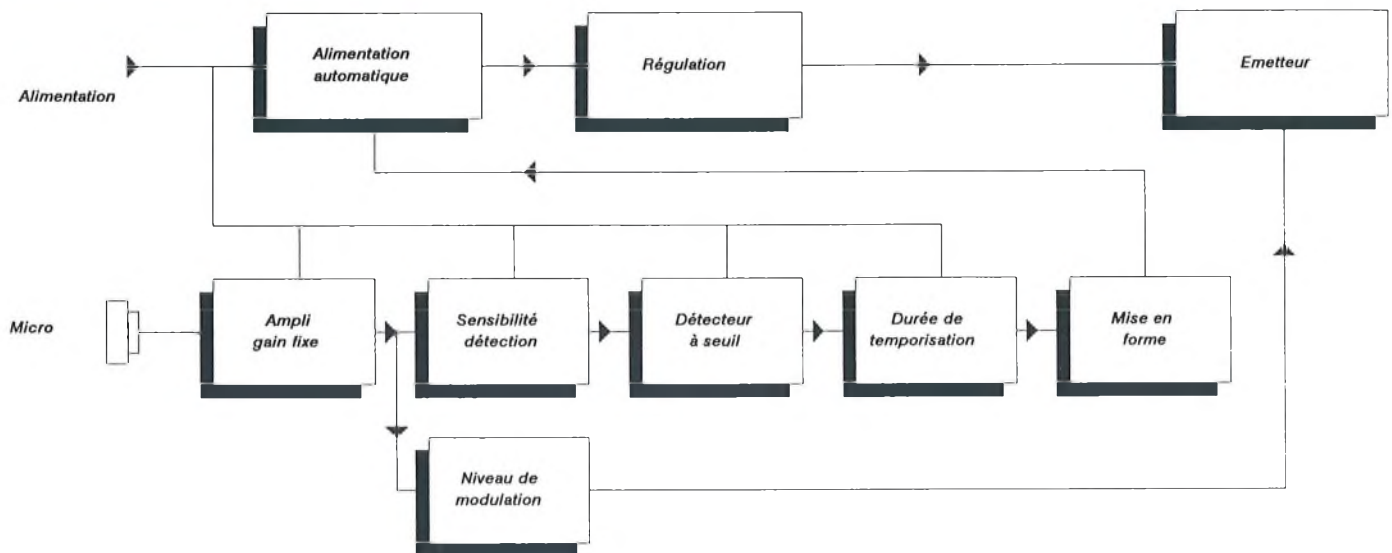 Alimentation
automatique
Régulation
Emetteur
Alimentation
Micro
Ampli
gain fixe
Sensibilité
détection
Détecteur
à seuil
Durée de
temporisation
Mise en
forme
Niveau de
modulation